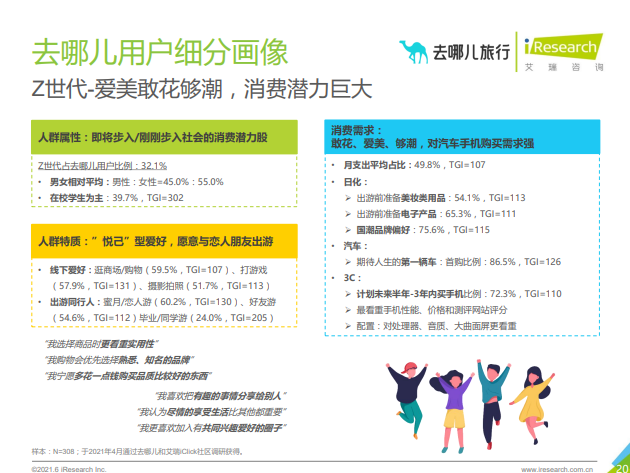 去哪儿用户细分画像
去哪儿旅行
iResearch
艾 瑞 咨 询
Z世代-爱美敢花够潮，消费潜力巨大
人群属性：即将步入/刚刚步入社会的消费潜力股
Z世代占去哪儿用户比例：32.1%
• 男女相对平均：男性：女性=45.0%：55.0%
• 在校学生为主：39.7%，TGI=302
人群特质：“悦己”型爱好，愿意与恋人朋友出游
• 线下爱好：逛商场/购物（59.5%，TGI=107）、打游戏
（57.9%，TGI=131）、摄影拍照（51.7%，TGI=113）
• 出游同行人：蜜月/恋人游（60.2%，TGI=130）、好友游
（54.6%，TGI=112）毕业/同学游（24.0%，TGI=205）
消费需求：
敢花、爱美、够潮，对汽车手机购买需求强
• 月支出平均占比：49.8%，TGI=107
• 日化：
➢ 出游前准备美妆类用品：54.1%，TGI=113
➢ 出游前准备电子产品：65.3%，TGI=111
➢ 国潮品牌偏好：75.6%，TGI=115
• 汽车：
➢ 期待人生的第一辆车：首购比例：86.5%，TGI=126
• 3C：
➢ 计划未来半年-3年内买手机比例：72.3%，TGI=110
➢ 最看重手机性能、价格和测评网站评分
➢ 配置：对处理器、音质、大曲面屏更看重
“我选择商品时更看重实用性”
“我购物会优先选择熟悉、知名的品牌”
“我宁愿多花一点钱购买品质比较好的东西”
“我喜欢把有趣的事情分享给别人”
“我认为尽情的享受生活比其他都重要”
“我更喜欢加入有共同兴趣爱好的圈子”
样本：N=308；于2021年4月通过去哪儿和艾瑞iClick社区调研获得。
©2021.6 iResearch Inc.
www.iresearch.com.cn
20